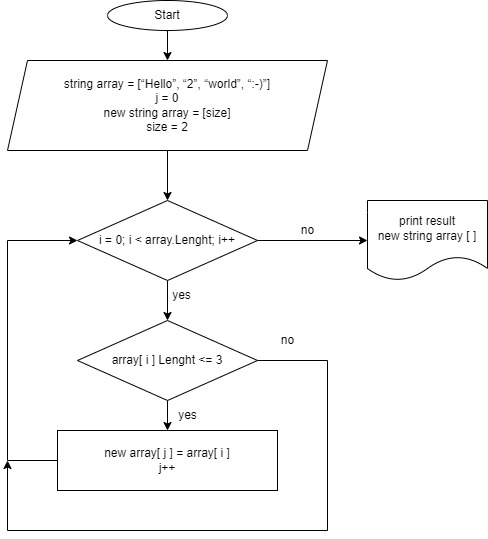 Start
string array = [“Hello”, “2”, “world”, “:-)”]
j = 0
new string array = [size]
size = 2
i = 0; i < array.Lenght; i++
no
print result
new string array [ ]
yes
array[ i ] Lenght <= 3
no
yes
new array[ j ] = array[ i ]
j++